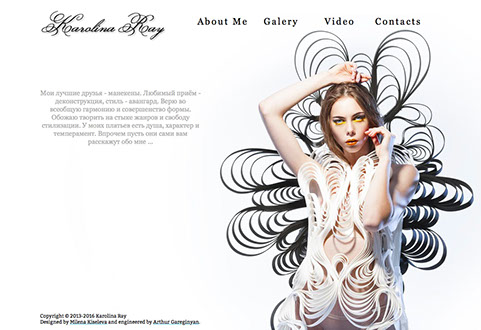 Karolina Ray
About Me Galery Video Contacts
Мои лучшие друзья - манекены. Любимый приём -
деконструкция, стиль - авангард. Верю во
всеобщую гармонию и совершенство формы.
Обожаю творить на стыке жанров и свободу
стилизации. У моих платьев есть душа, характер и
темперамент. Впрочем пусть они сами вам
расскажут обо мне ...
Copyright © 2013-2016 Karolina Ray
Designed by Milena Kiseleva and engineered by Arthur Gareginyan.